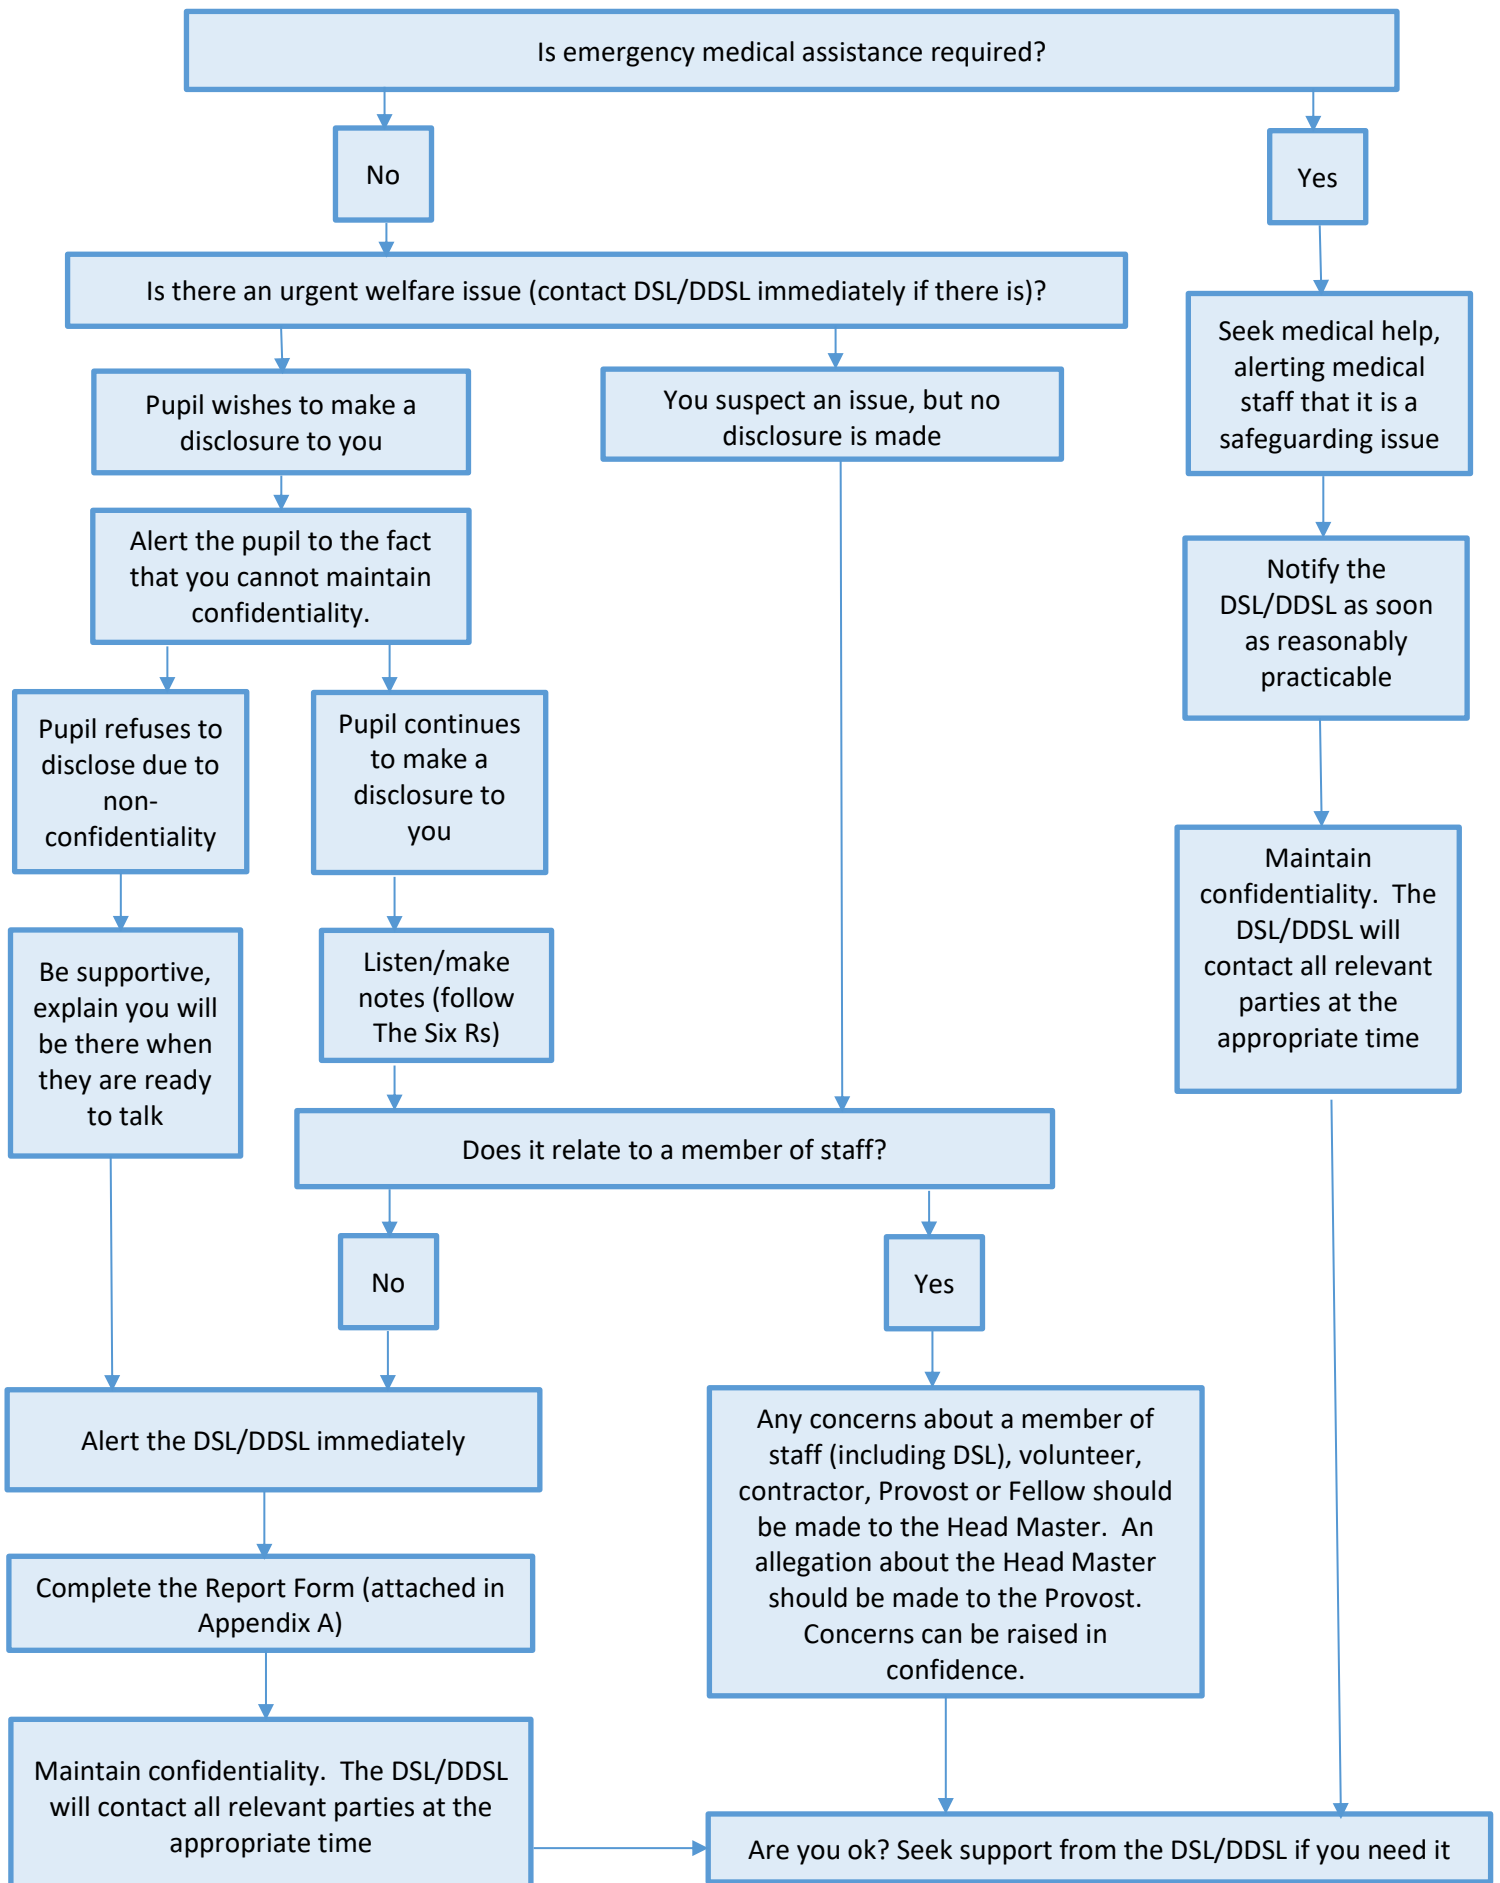 Is emergency medical assistance required?
No
Yes
Is there an urgent welfare issue (contact DSL/DDSL immediately if there is)?
Seek medical help,
alerting medical
staff that it is a
safeguarding issue
Pupil wishes to make a
disclosure to you
You suspect an issue, but no
disclosure is made
Alert the pupil to the fact
that you cannot maintain
confidentiality.
Notify the
DSL/DDSL as soon
as reasonably
practicable
Pupil refuses to
disclose due to
non-
confidentiality
Pupil continues
to make a
disclosure to
you
Maintain
confidentiality.  The
DSL/DDSL will
contact all relevant
parties at the
appropriate time
Be supportive,
explain you will
be there when
they are ready
to talk
Listen/make
notes (follow
The Six Rs)
Does it relate to a member of staff?
No
Yes
Alert the DSL/DDSL immediately
Any concerns about a member of
staff (including DSL), volunteer,
contractor, Provost or Fellow should
be made to the Head Master.  An
allegation about the Head Master
should be made to the Provost.
Concerns can be raised in
confidence.
Complete the Report Form (attached in
Appendix A)
Maintain confidentiality.  The DSL/DDSL
will contact all relevant parties at the
appropriate time
Are you ok? Seek support from the DSL/DDSL if you need it